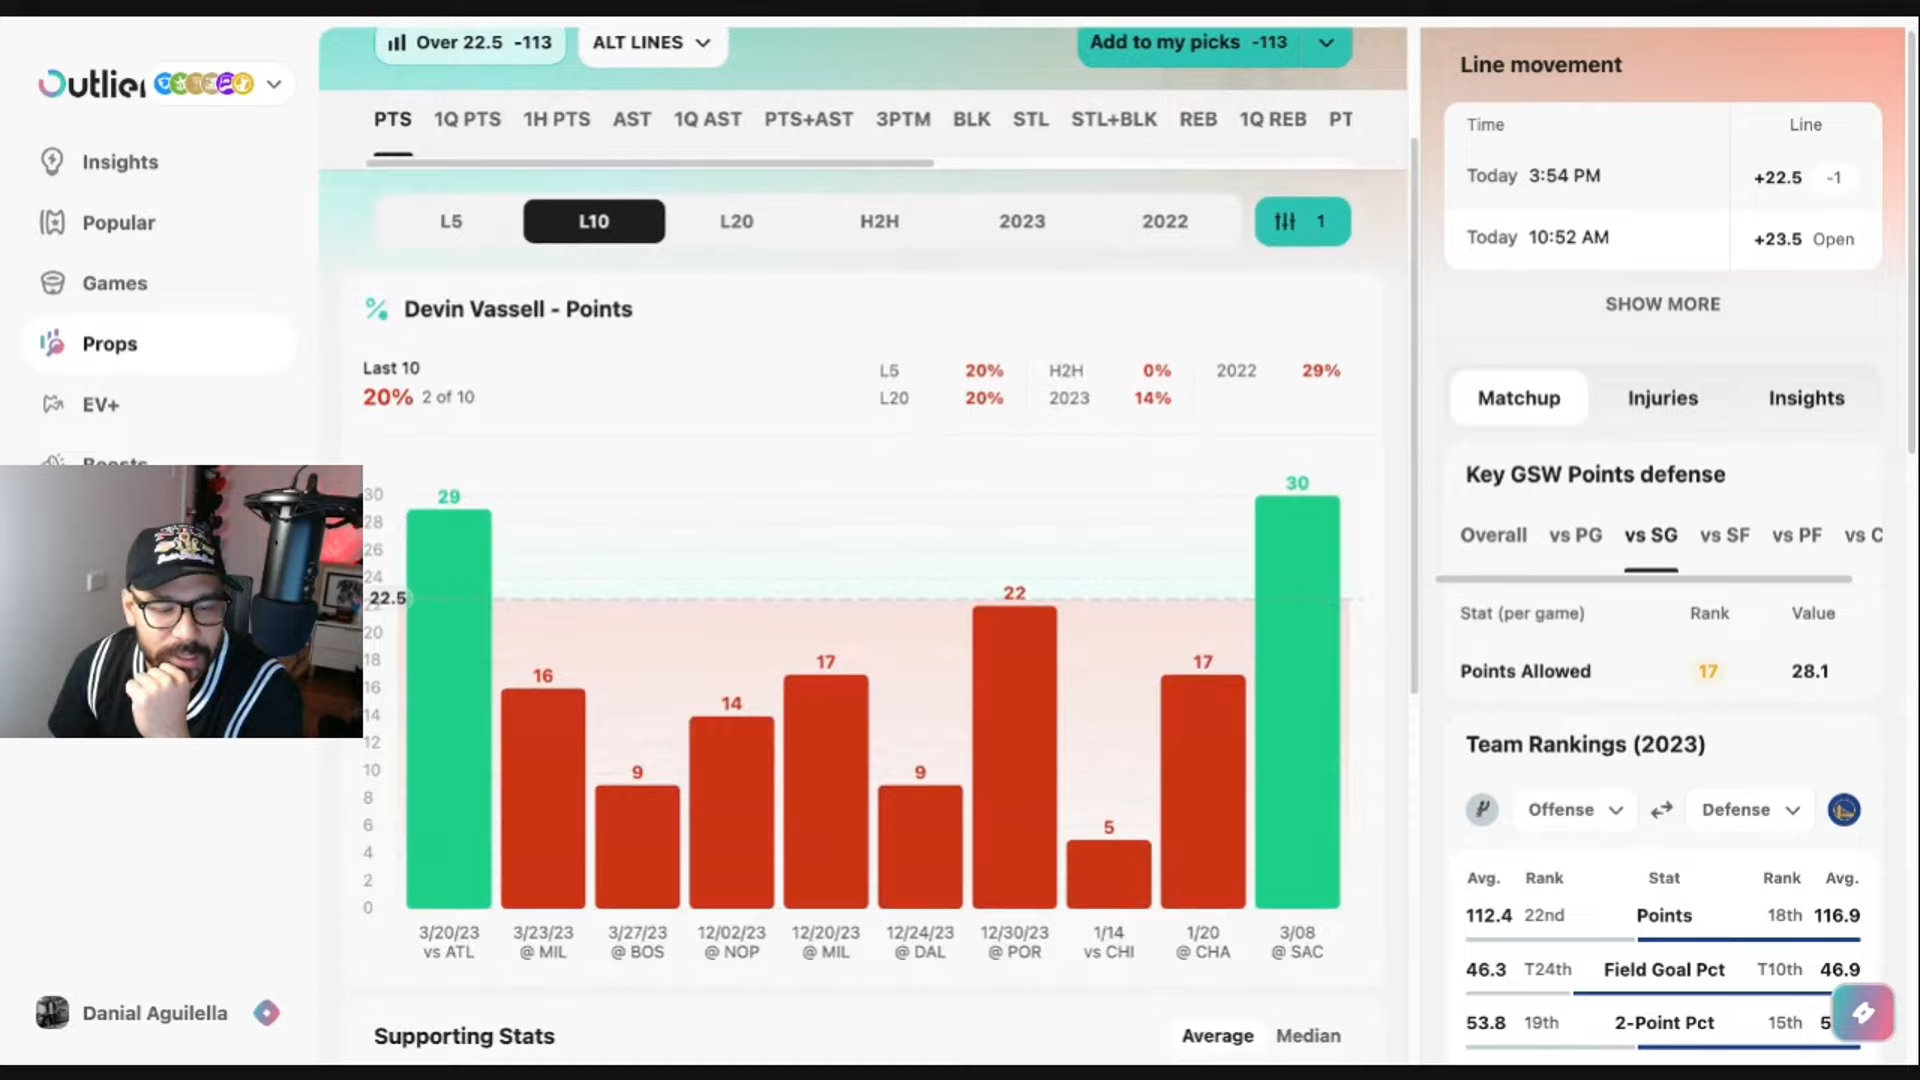 Outlier
Insights
Popular
Games
Props
EV+
Boosts
Danial Aguilella
Over 22.5 -113
ALT LINES
Add to my picks -113
PTS 1Q PTS 1H PTS AST 1Q AST PTS+AST 3PTM BLK STL STL+BLK REB 1Q REB PT
L5 L10 L20 H2H 2023 2022 1
% Devin Vassell - Points
Last 10
20% 2 of 10
L5 20% H2H 0% 2022 29%
L20 20% 2023 14%
30
28
26
24
22.5
20
18
16
14
12
10
8
6
4
2
0
29 16 9 14 17 9 22 5 17 30
3/20/23 3/23/23 3/27/23 12/02/23 12/20/23 12/24/23 12/30/23 1/14 1/20 3/08
vs ATL @ MIL @ BOS @ NOP @ MIL @ DAL @ POR vs CHI @ CHA @ SAC
Supporting Stats
Average Median
Line movement
Time Line
Today 3:54 PM +22.5 -1
Today 10:52 AM +23.5 Open
SHOW MORE
Matchup Injuries Insights
Key GSW Points defense
Overall vs PG vs SG vs SF vs PF vs C
Stat (per game) Rank Value
Points Allowed 17 28.1
Team Rankings (2023)
Offense Defense
Avg. Rank Stat Rank Avg.
112.4 22nd Points 18th 116.9
46.3 T24th Field Goal Pct T10th 46.9
53.8 19th 2-Point Pct 15th 5